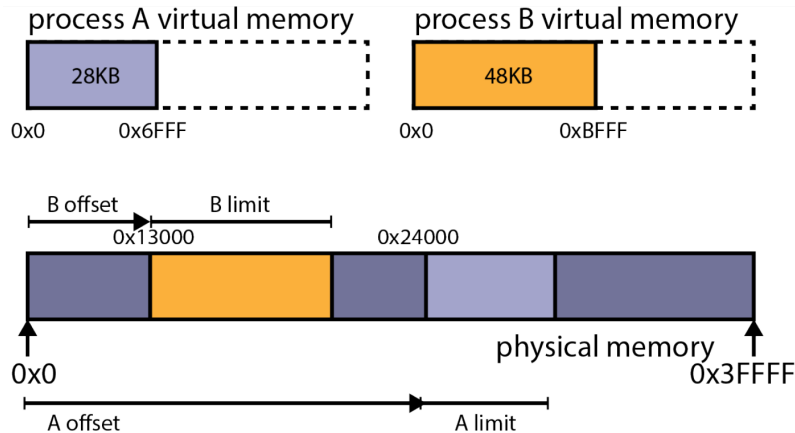 process A virtual memory
process B virtual memory
28KB
48KB
0x0
0x6FFF
0x0
0xBFFF
B offset
B limit
0x13000
0x24000
physical memory
0x0
0x3FFFF
A offset
A limit